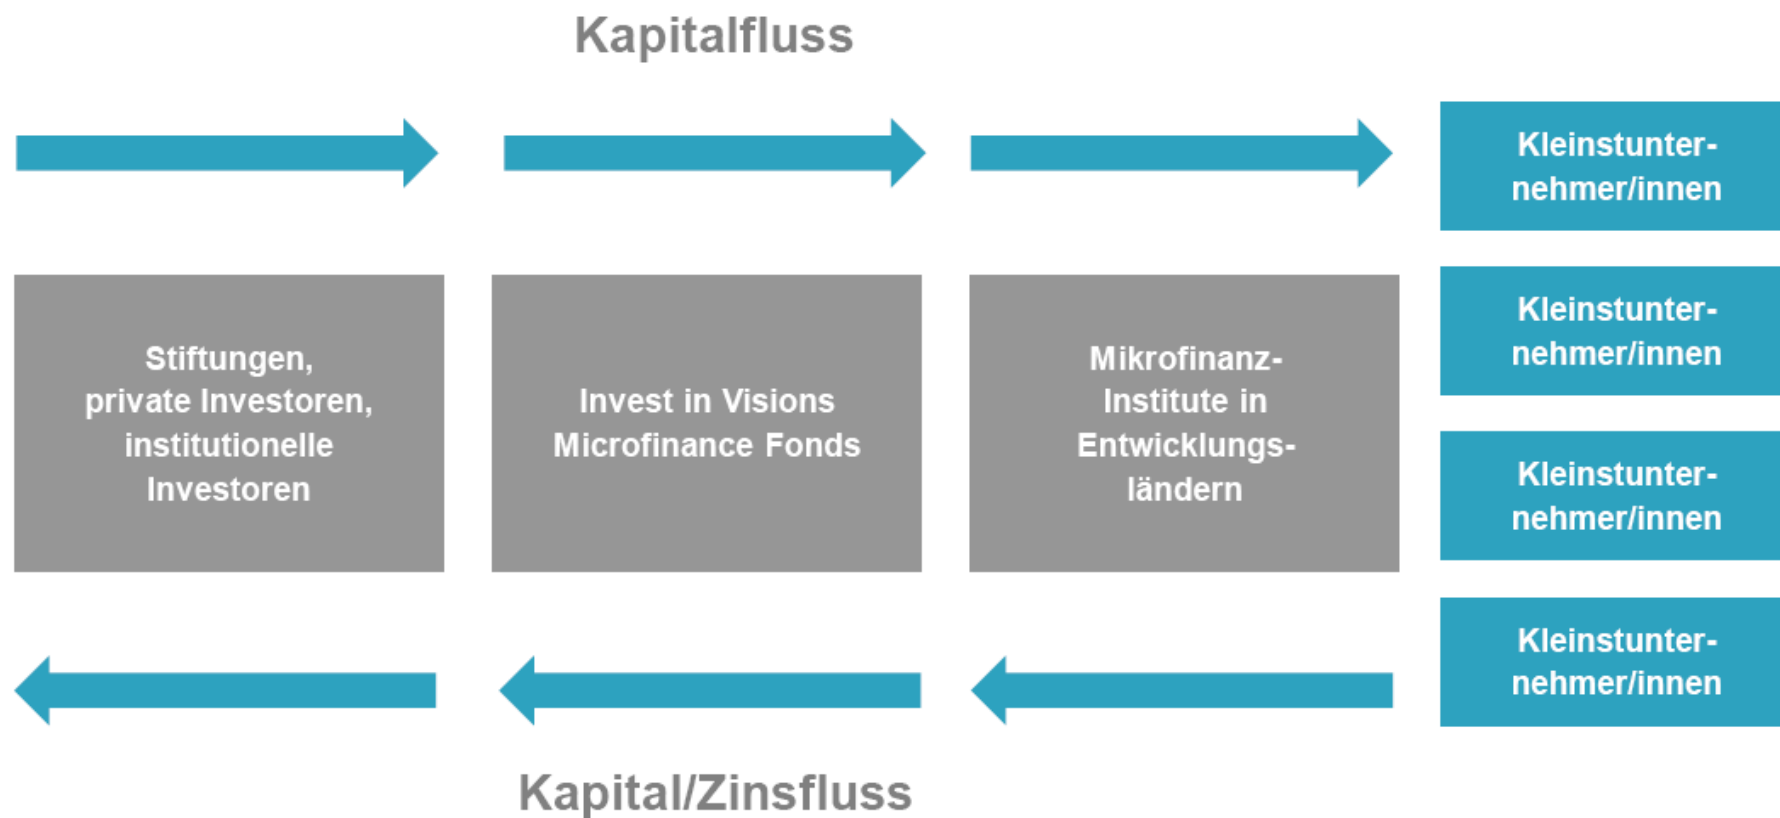 Kapitalfluss
Stiftungen,
private Investoren,
institutionelle
Investoren
Invest in Visions
Microfinance Fonds
Mikrofinanz-
Institute in
Entwicklungs-
ländern
Kleinstunter-
nehmer/innen
Kleinstunter-
nehmer/innen
Kleinstunter-
nehmer/innen
Kleinstunter-
nehmer/innen
Kapital/Zinsfluss